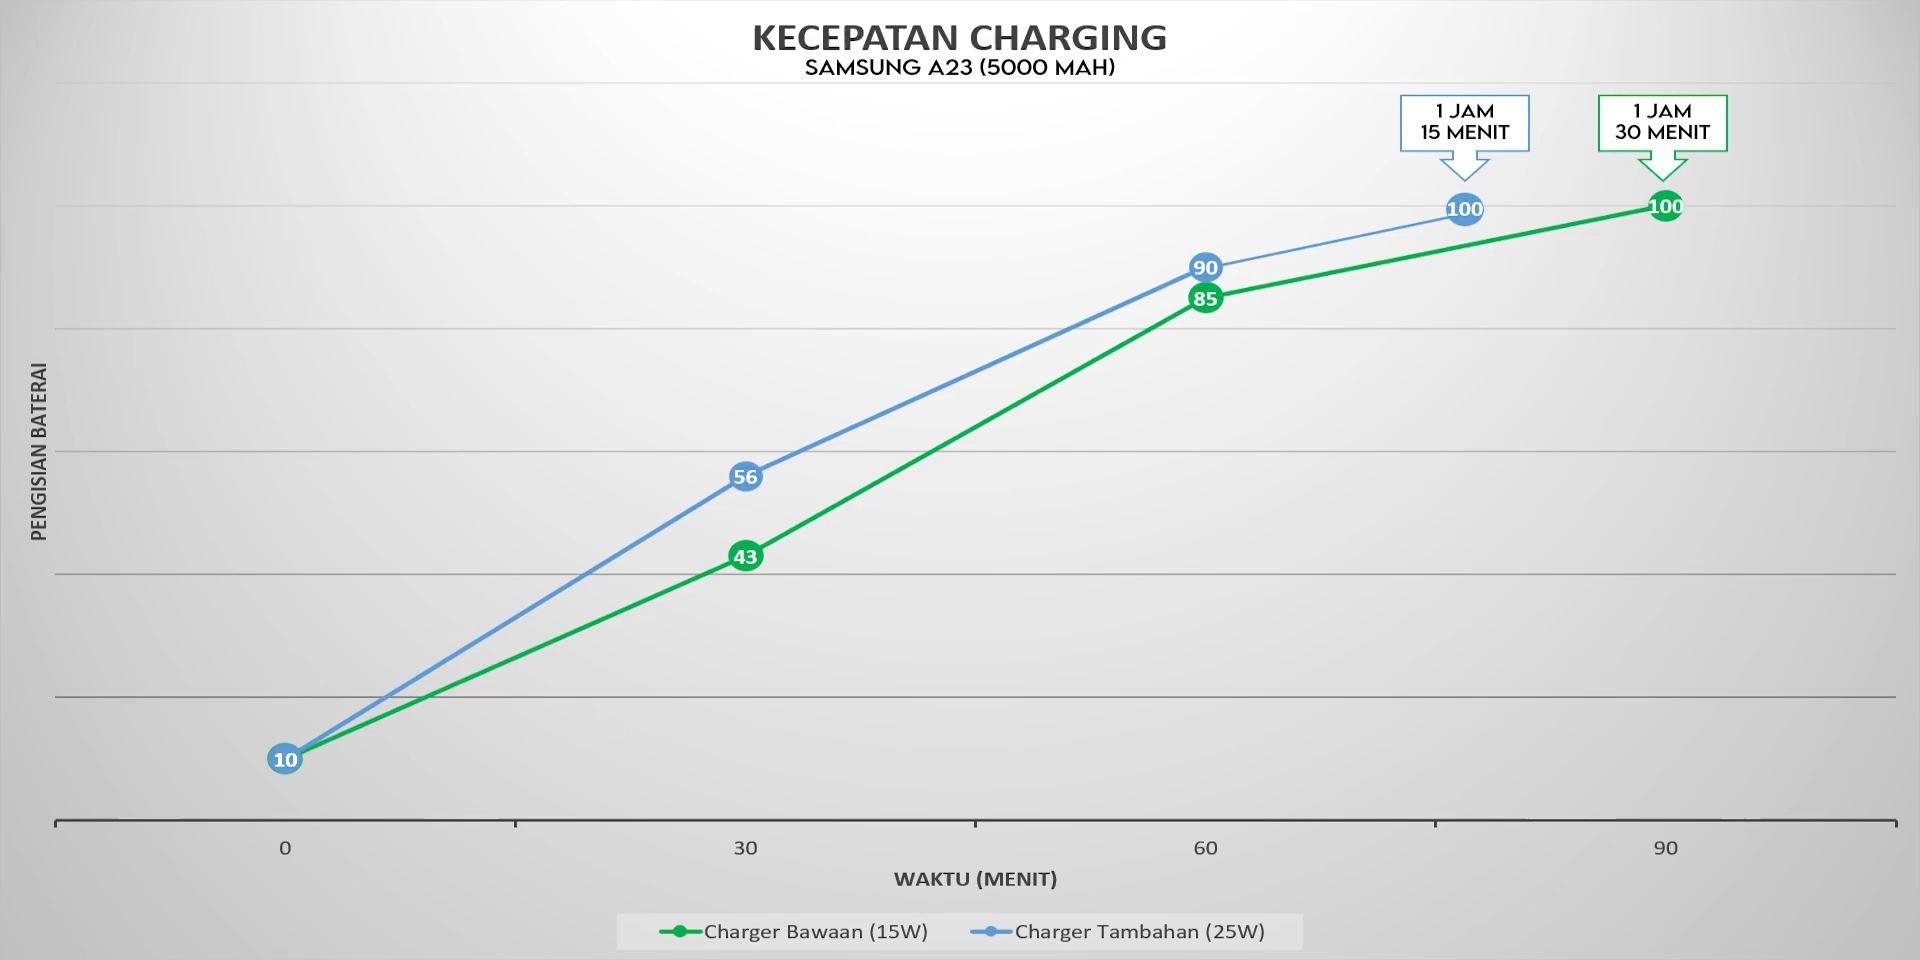 KECEPATAN CHARGING
SAMSUNG A23 (5000 MAH)
1 JAM
15 MENIT
1 JAM
30 MENIT
100
100
90
85
56
43
10
PENGISIAN BATERAI
0
30
60
90
WAKTU (MENIT)
Charger Bawaan (15W)
Charger Tambahan (25W)